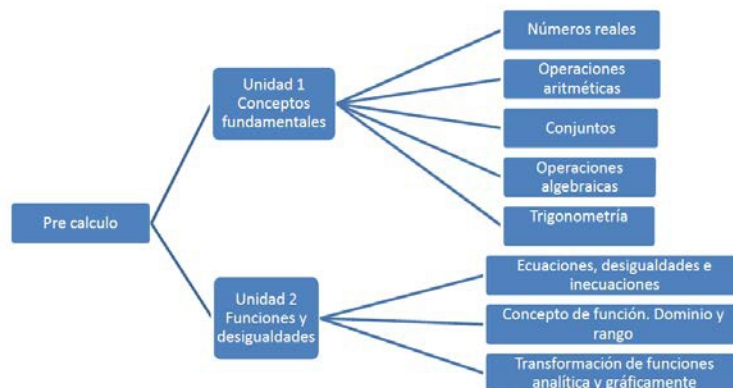 Pre calculo
Unidad 1
Conceptos
fundamentales
Números reales
Operaciones
aritméticas
Conjuntos
Operaciones
algebraicas
Trigonometría
Unidad 2
Funciones y
desigualdades
Ecuaciones, desigualdades e
inecuaciones
Concepto de función. Dominio y
rango
Transformación de funciones
analítica y gráficamente